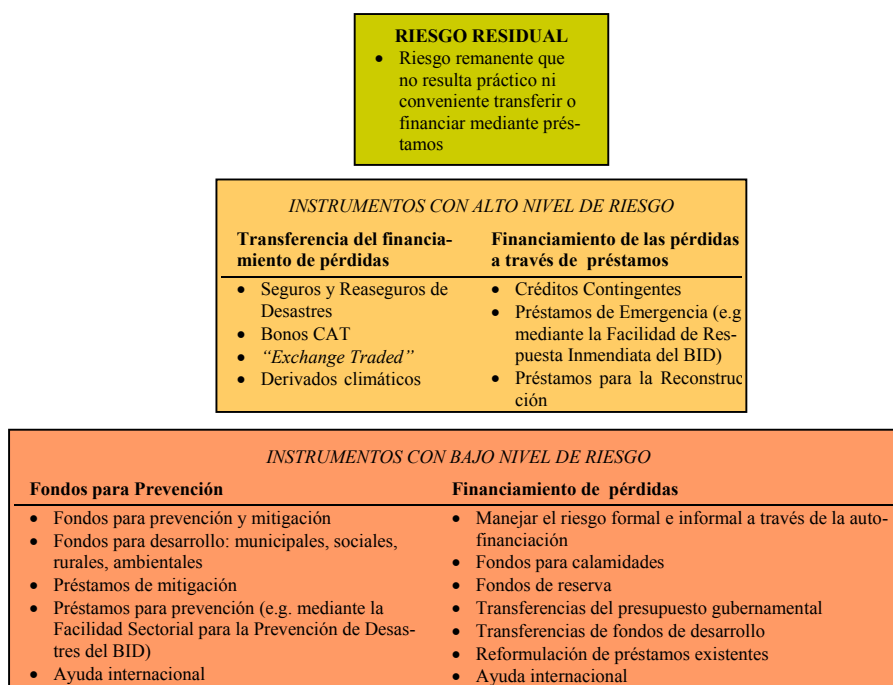 RIESGO RESIDUAL
• Riesgo remanente que
no resulta práctico ni
conveniente transferir o
financiar mediante prés-
tamos
INSTRUMENTOS CON ALTO NIVEL DE RIESGO
Transferencia del financia-
miento de pérdidas
• Seguros y Reaseguros de
Desastres
• Bonos CAT
• “Exchange Traded”
• Derivados climáticos
Financiamiento de las pérdidas
a través de préstamos
• Créditos Contingentes
• Préstamos de Emergencia (e.g
mediante la Facilidad de Res-
puesta Inmendiata del BID)
• Préstamos para la Reconstruc
ción
INSTRUMENTOS CON BAJO NIVEL DE RIESGO
Fondos para Prevención
• Fondos para prevención y mitigación
• Fondos para desarrollo: municipales, sociales,
rurales, ambientales
• Préstamos de mitigación
• Préstamos para prevención (e.g. mediante la
Facilidad Sectorial para la Prevención de Desas-
tres del BID)
• Ayuda internacional
Financiamiento de pérdidas
• Manejar el riesgo formal e informal a través de la auto-
financiación
• Fondos para calamidades
• Fondos de reserva
• Transferencias del presupuesto gubernamental
• Transferencias de fondos de desarrollo
• Reformulación de préstamos existentes
• Ayuda internacional